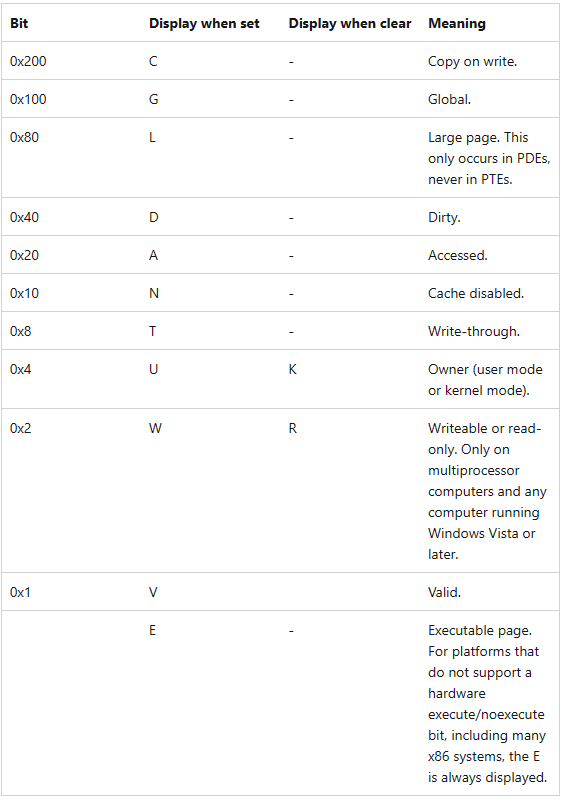 Bit Display when set Display when clear Meaning
0x200 C - Copy on write.
0x100 G - Global.
0x80 L - Large page. This
only occurs in PDEs,
never in PTEs.
0x40 D - Dirty.
0x20 A - Accessed.
0x10 N - Cache disabled.
0x8 T - Write-through.
0x4 U K Owner (user mode
or kernel mode).
0x2 W R Writeable or read-
only. Only on
multiprocessor
computers and any
computer running
Windows Vista or
later.
0x1 V Valid.
E - Executable page.
For platforms that
do not support a
hardware
execute/noexecute
bit, including many
x86 systems, the E
is always displayed.